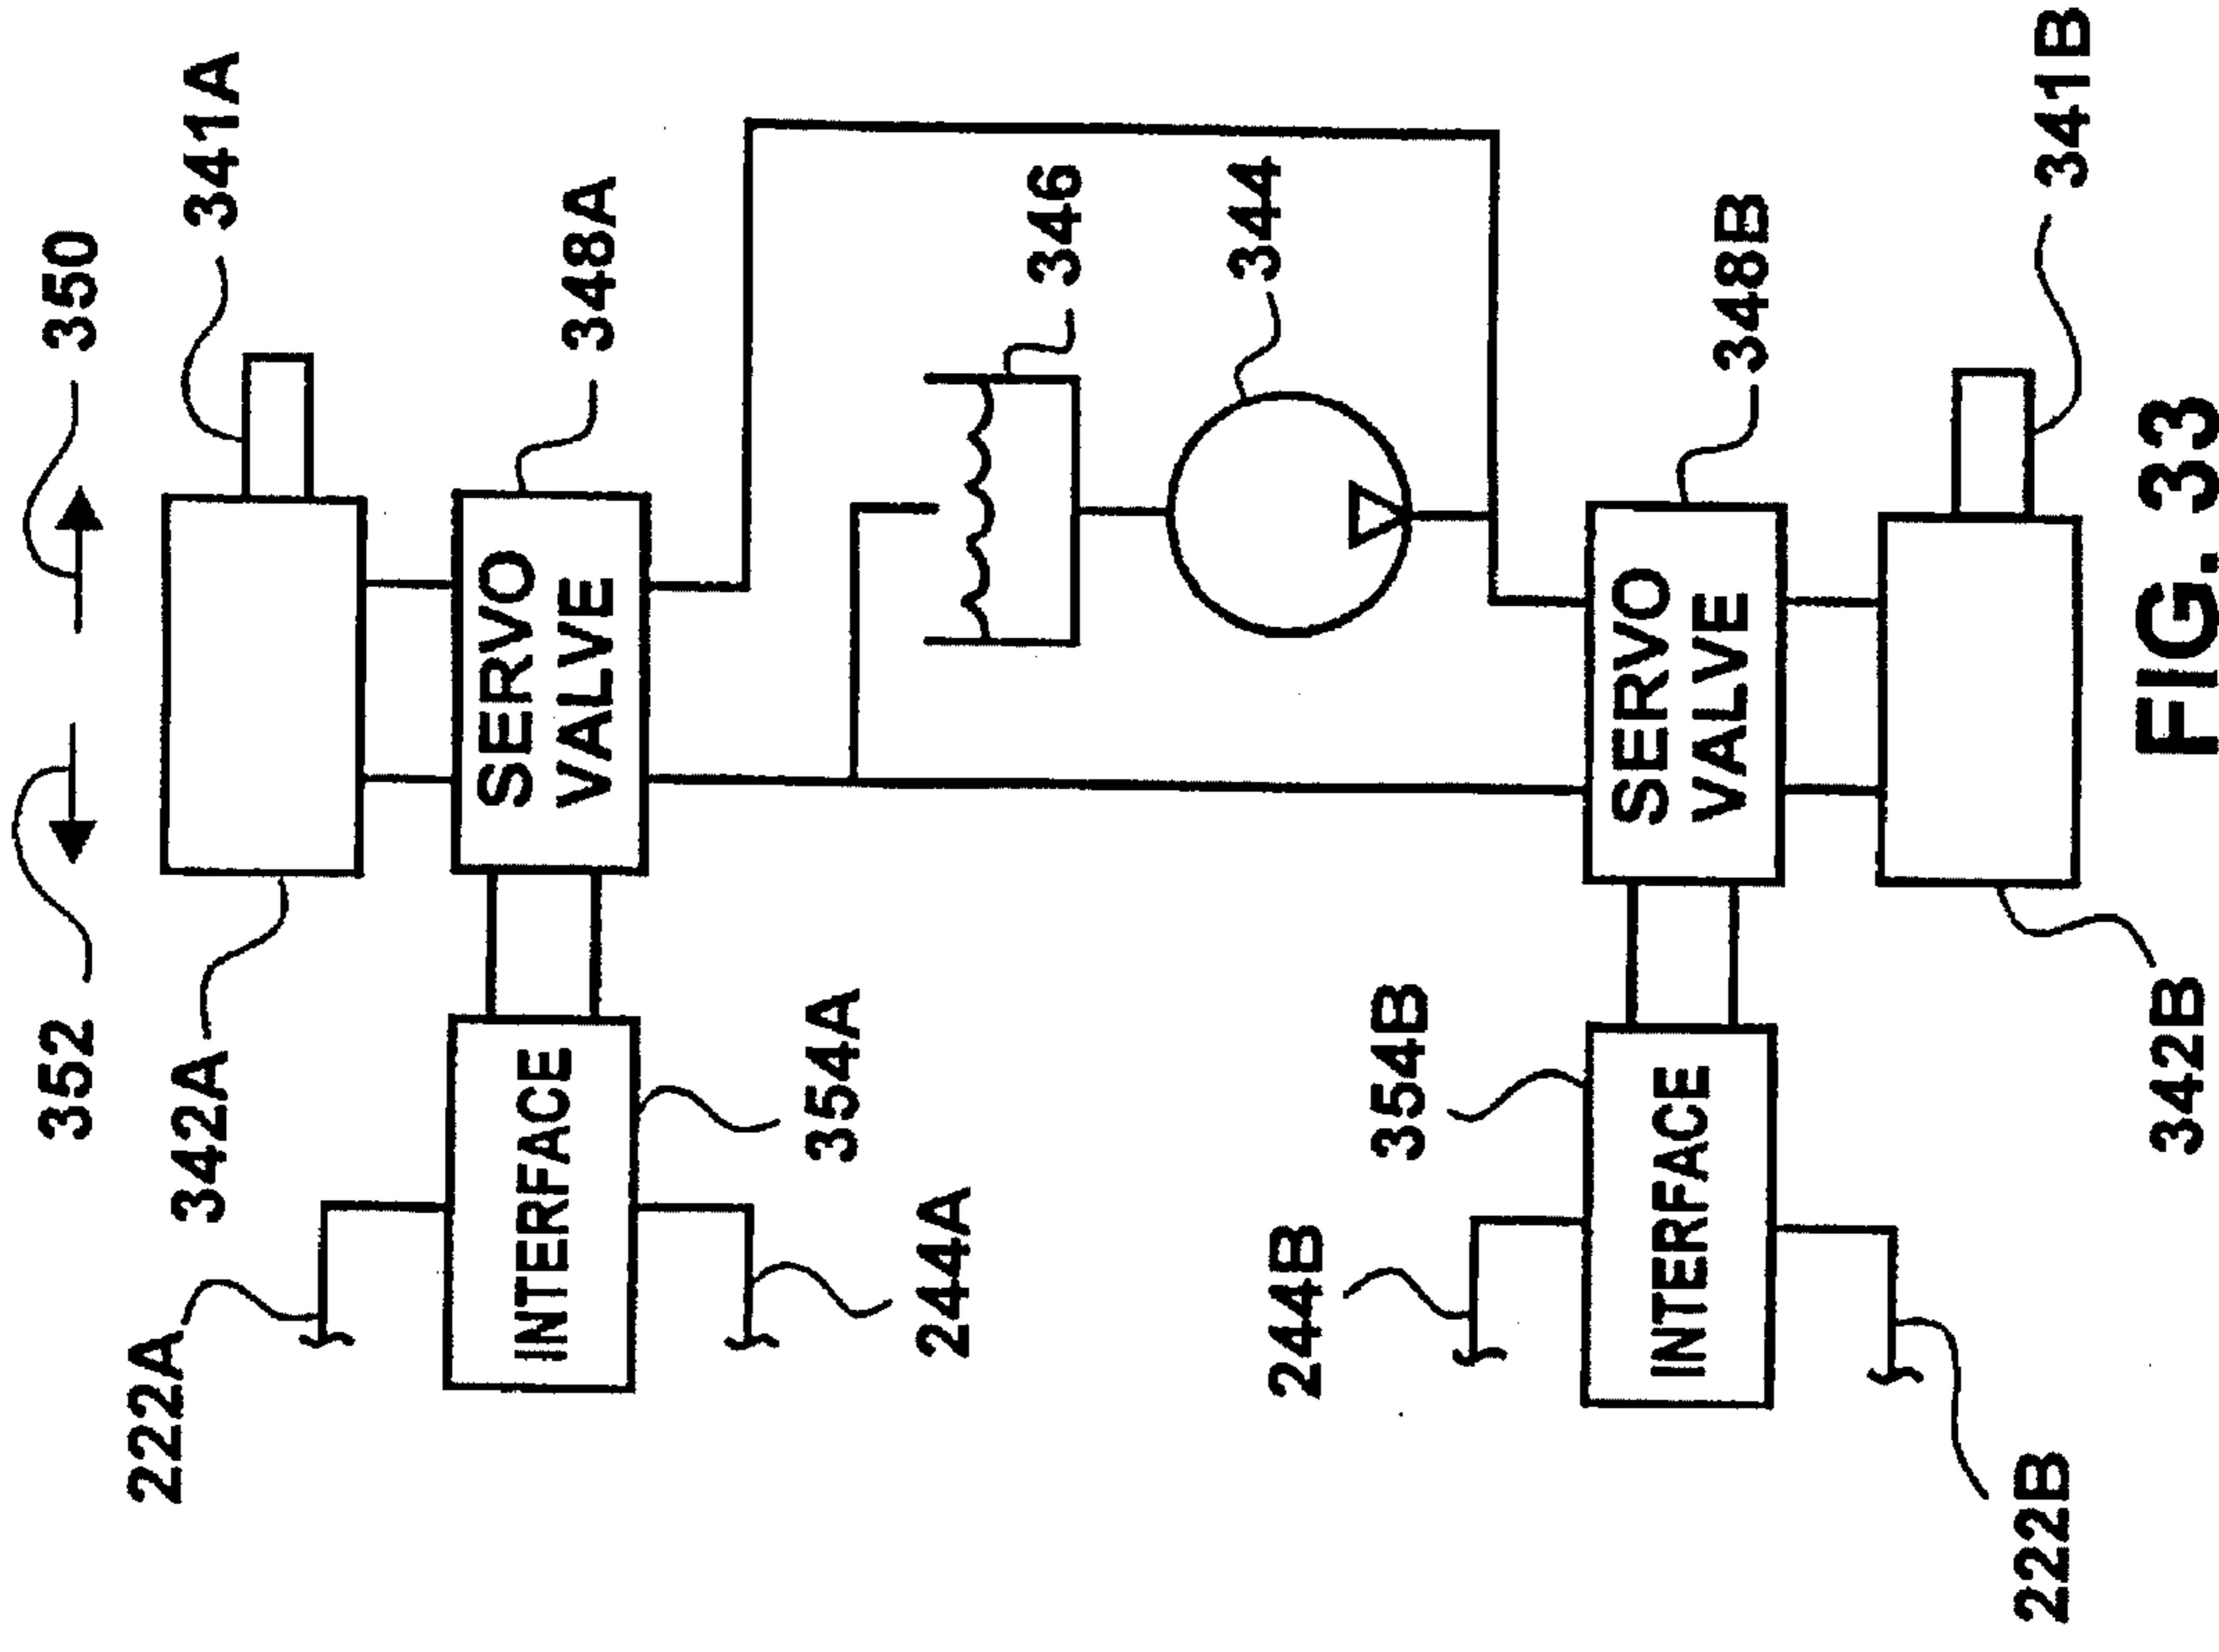 352
350
342A
341A
222A
INTERFACE
SERVO
VALVE
348A
354A
244A
346
344
244B
354B
348B
INTERFACE
SERVO
VALVE
222B
342B
341B
FIG. 33